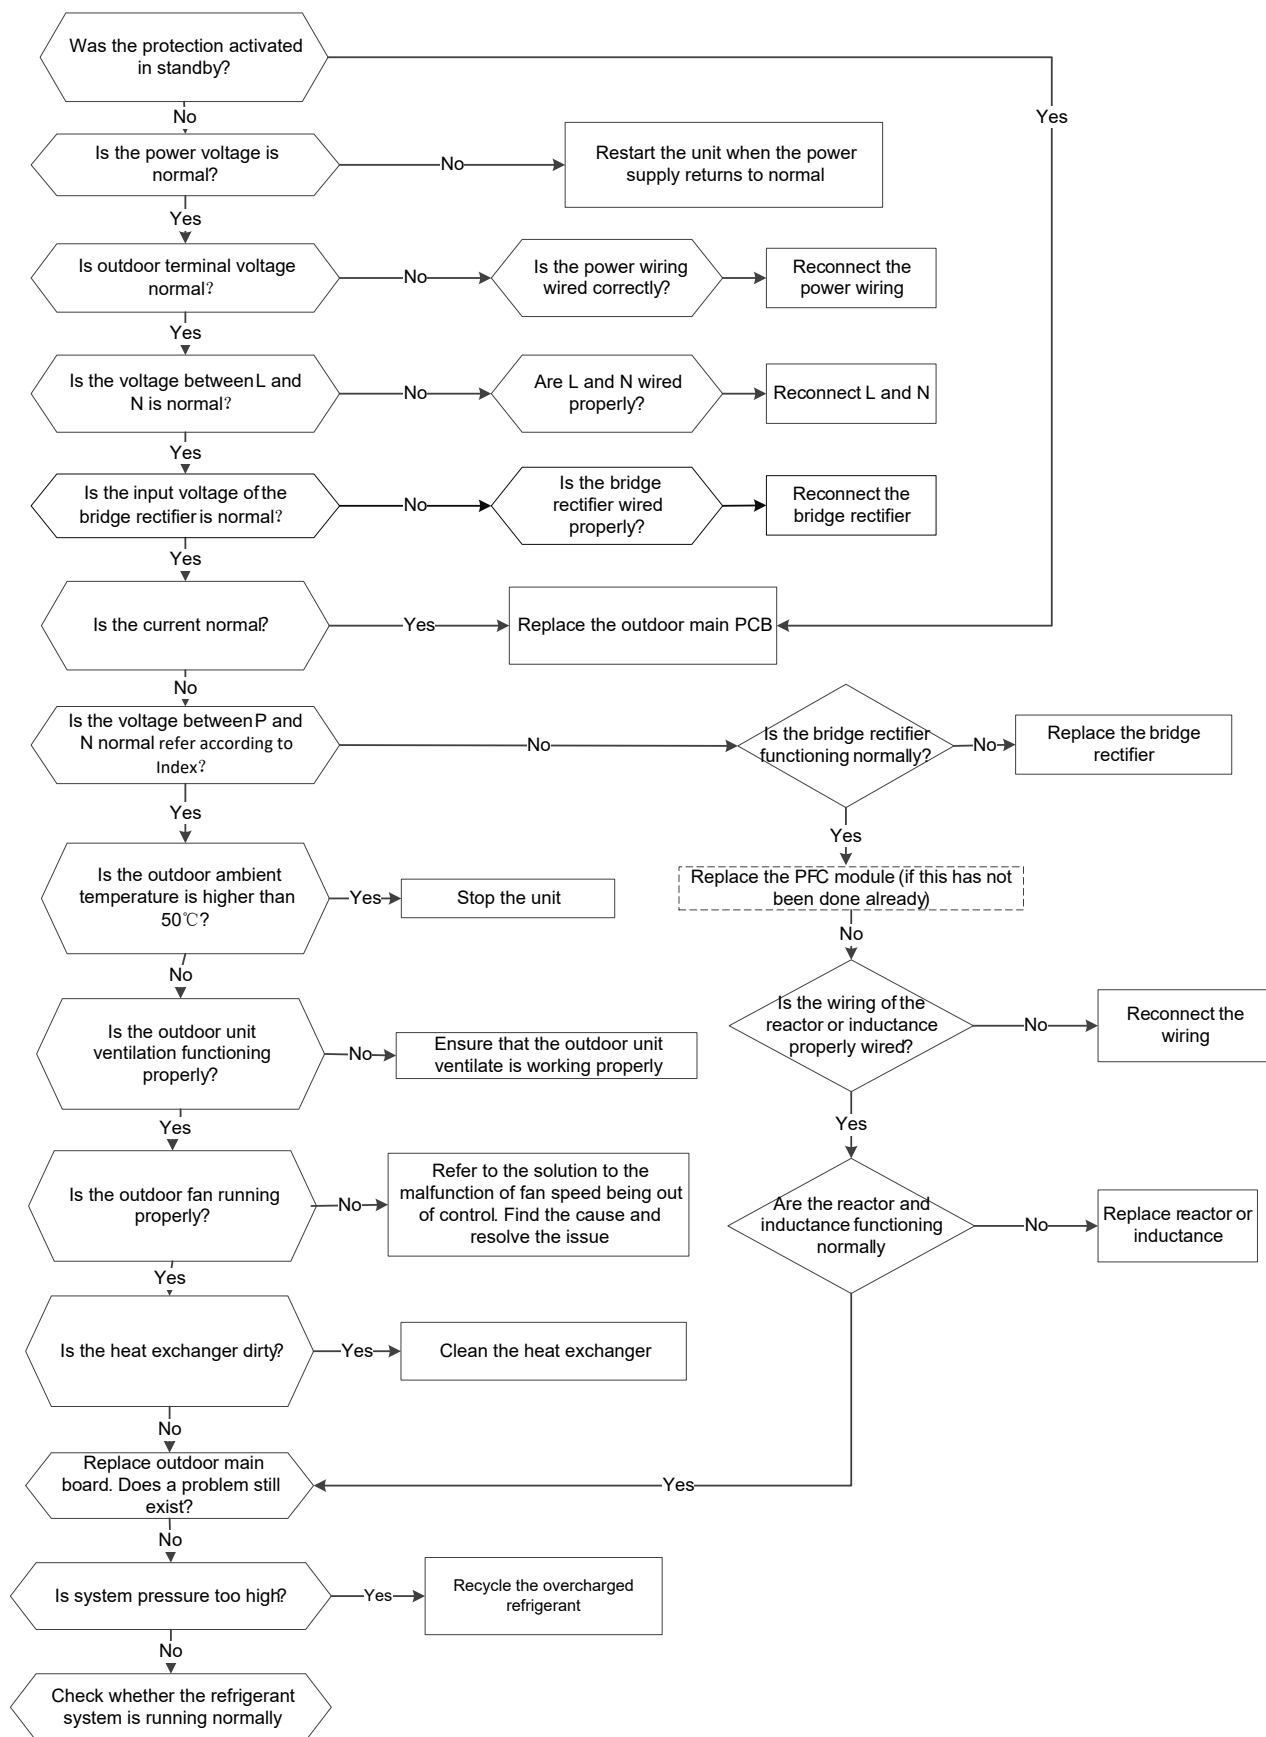 Was the protection activated
in standby?
No
Yes
Is the power voltage is
normal?
No
Restart the unit when the power
supply returns to normal
Yes
Is outdoor terminal voltage
normal?
No
Is the power wiring
wired correctly?
Reconnect the
power wiring
Yes
Is the voltage between L and
N is normal?
No
Are L and N wired
properly?
Reconnect L and N
Yes
Is the input voltage of the
bridge rectifier is normal?
No
Is the bridge
rectifier wired
properly?
Reconnect the
bridge rectifier
Yes
Is the current normal?
Yes
Replace the outdoor main PCB
No
Is the voltage between P and
N normal refer according to
Index?
No
Is the bridge rectifier
functioning normally?
No
Replace the bridge
rectifier
Yes
Yes
Is the outdoor ambient
temperature is higher than
50℃?
Yes
Stop the unit
Replace the PFC module (if this has not
been done already)
No
No
Is the outdoor unit
ventilation functioning
properly?
No
Ensure that the outdoor unit
ventilate is working properly
Is the wiring of the
reactor or inductance
properly wired?
No
Reconnect the
wiring
Yes
Yes
Is the outdoor fan running
properly?
No
Refer to the solution to the
malfunction of fan speed being out
of control. Find the cause and
resolve the issue
Are the reactor and
inductance functioning
normally
No
Replace reactor or
inductance
Yes
Is the heat exchanger dirty?
Yes
Clean the heat exchanger
No
Replace outdoor main
board. Does a problem still
exist?
Yes
No
Is system pressure too high?
Yes
Recycle the overcharged
refrigerant
No
Check whether the refrigerant
system is running normally